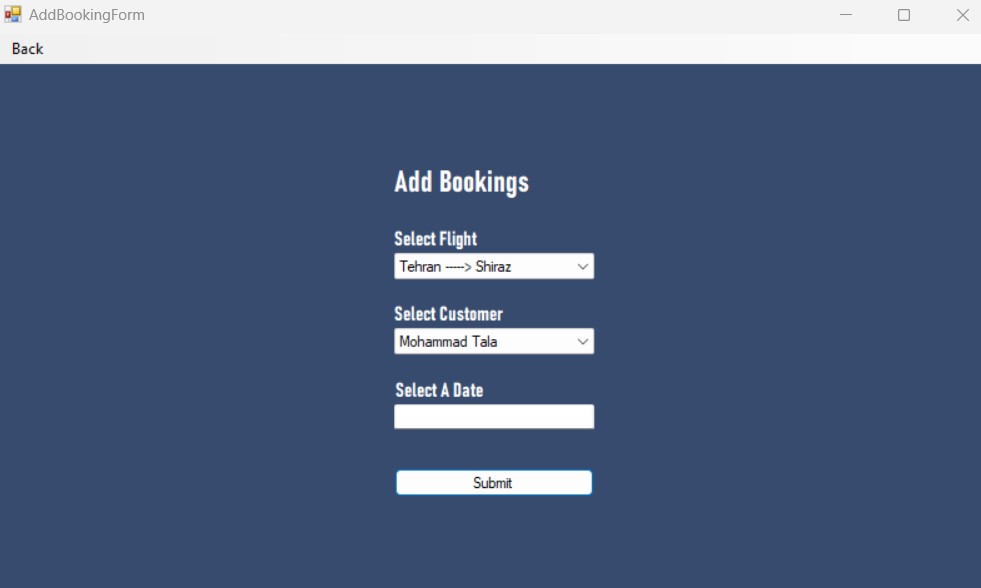 AddBookingForm
Back
Add Bookings
Select Flight
Tehran -----> Shiraz
Select Customer
Mohammad Tala
Select A Date
Submit